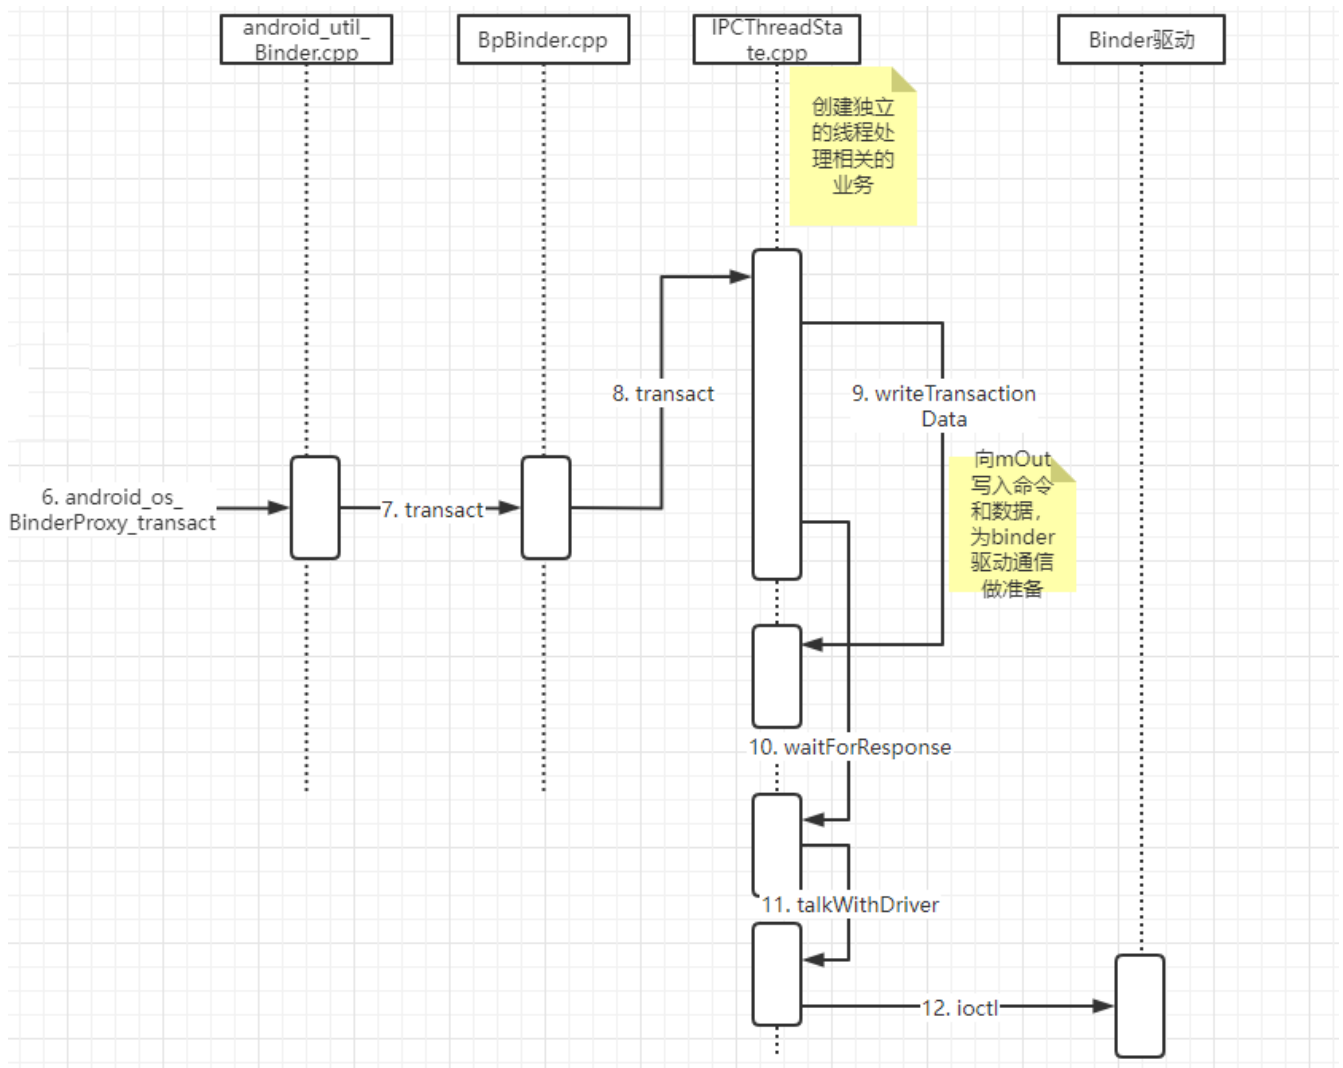 android_util_
Binder.cpp
BpBinder.cpp
IPCThreadSta
te.cpp
Binder驱动
创建独立
的线程处
理相关的
业务
8. transact
9. writeTransaction
Data
向mOut
写入命令
和数据，
为binder
驱动通信
做准备
6. android_os_
BinderProxy_transact
7. transact
10. waitForResponse
11. talkWithDriver
12. ioctl